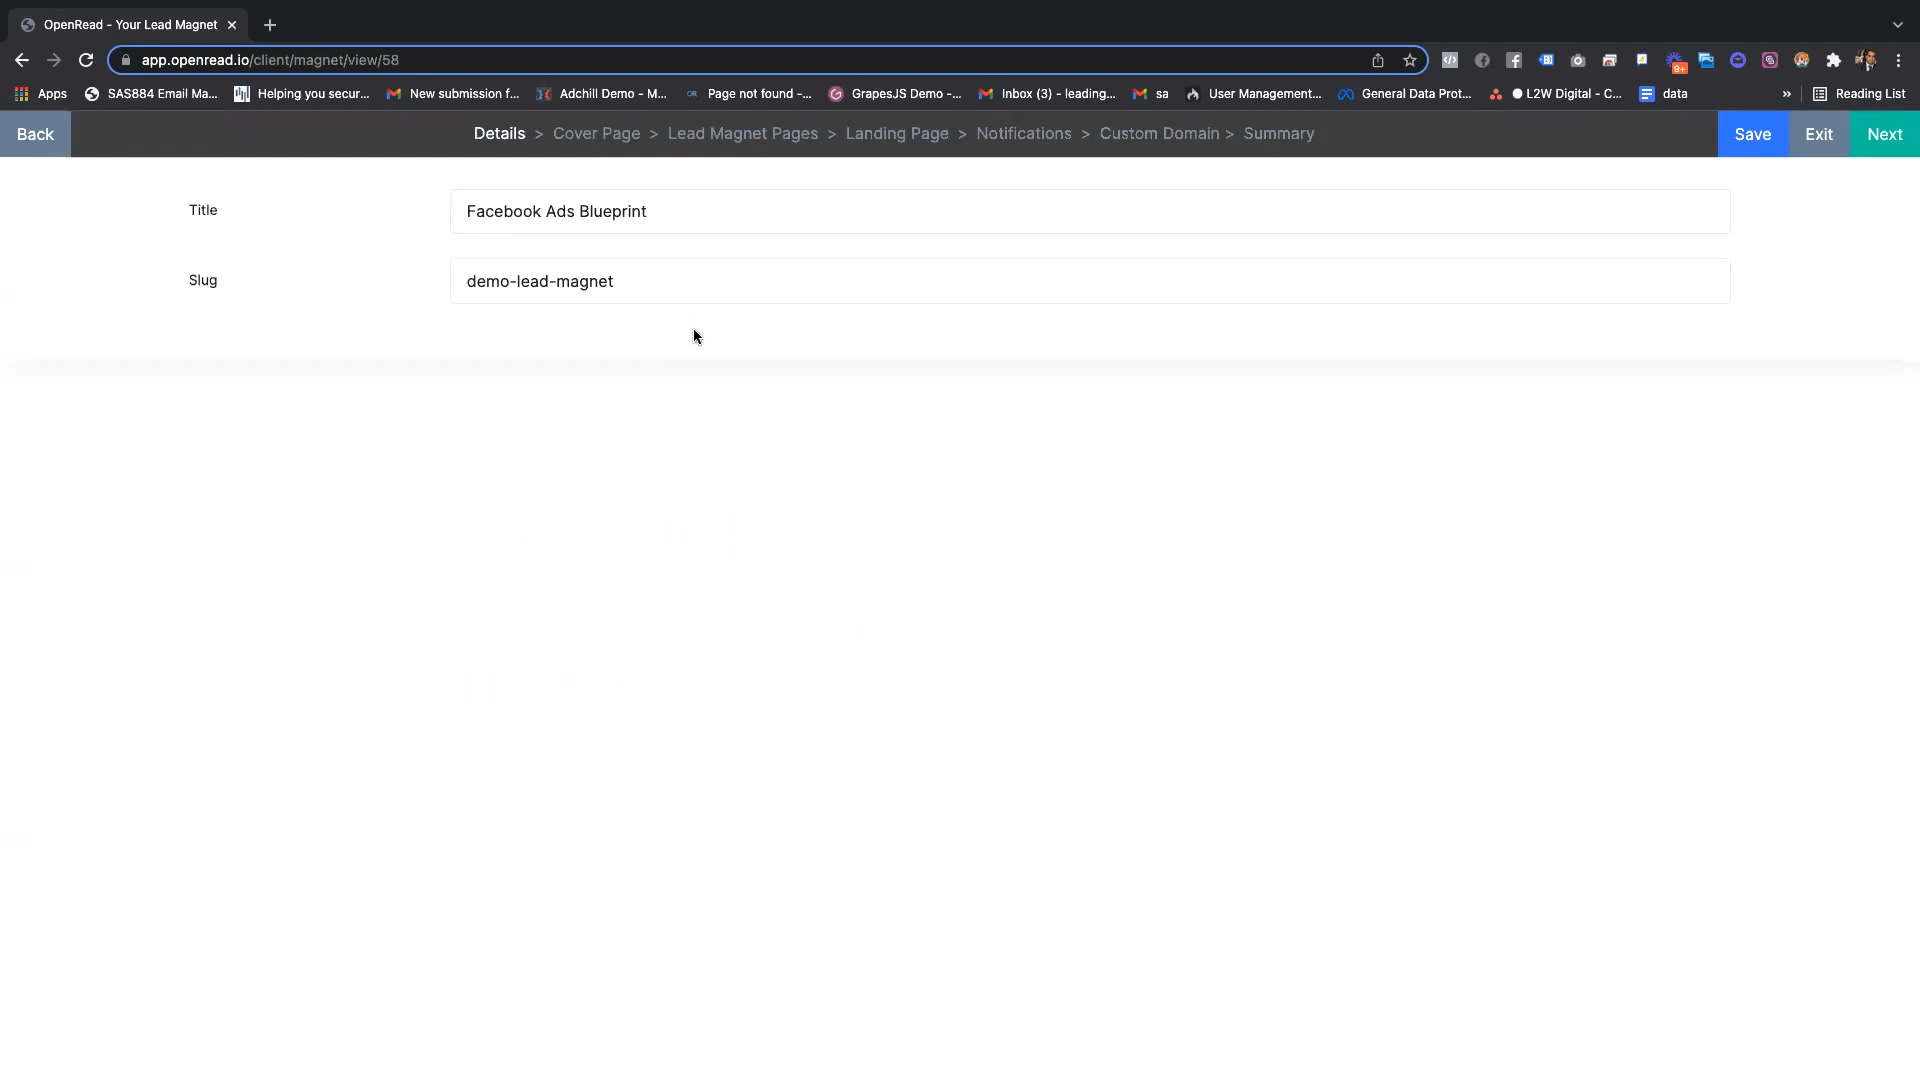 OpenRead - Your Lead Magnet
app.openread.io/client/magnet/view/58
9+
Apps SAS884 Email Ma... Helping you secur... New submission f... Adchill Demo - M... Page not found -... GrapesJS Demo -... Inbox (3) - leading... sa User Management... General Data Prot... L2W Digital - C... data » Reading List
Back Details > Cover Page > Lead Magnet Pages > Landing Page > Notifications > Custom Domain > Summary Save Exit Next
Title Facebook Ads Blueprint
Slug demo-lead-magnet